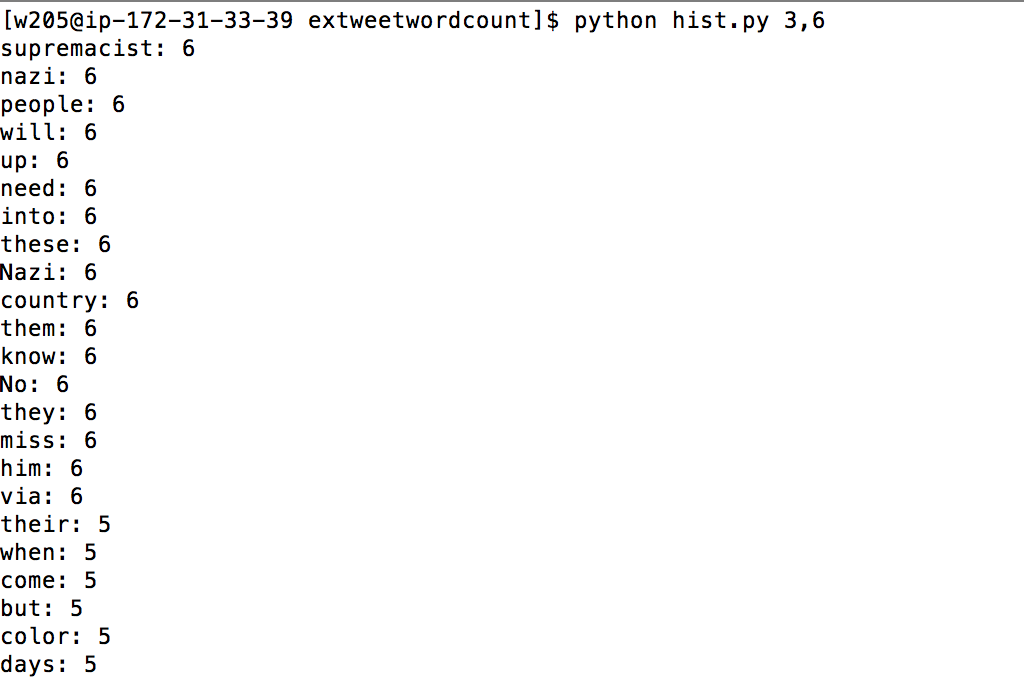 [w205@ip-172-31-33-39 extweetwordcount]$ python hist.py 3,6
supremacist: 6
nazi: 6
people: 6
will: 6
up: 6
need: 6
into: 6
these: 6
Nazi: 6
country: 6
them: 6
know: 6
No: 6
they: 6
miss: 6
him: 6
via: 6
their: 5
when: 5
come: 5
but: 5
color: 5
days: 5